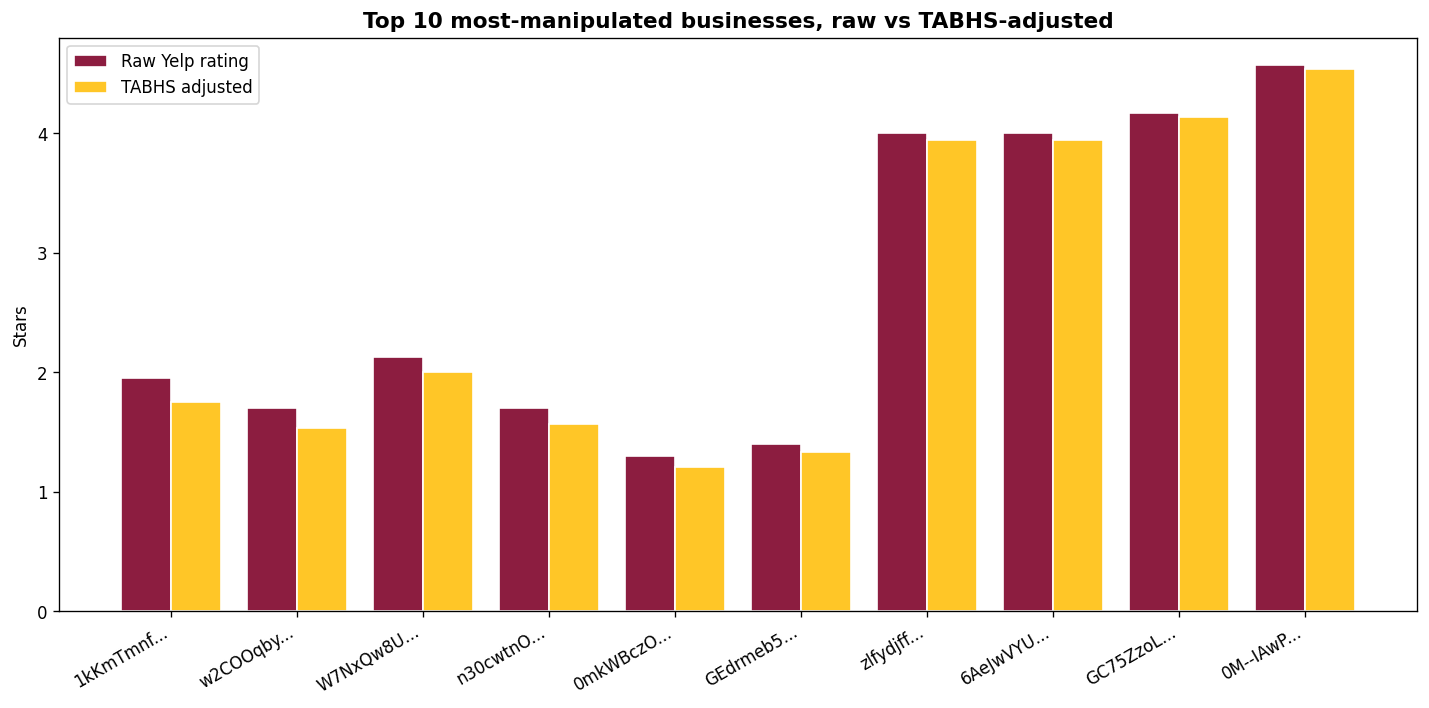 Top 10 most-manipulated businesses, raw vs TABHS-adjusted
Raw Yelp rating
TABHS adjusted
Stars
4
3
2
1
0
1kKmTmnf...
w2COOqby...
W7NxQw8U...
n30cwtnO...
0mkWBczO...
GEdrmeb5...
zlfydjff...
6AeJwVYU...
GC75ZzoL...
0M--IAwP...